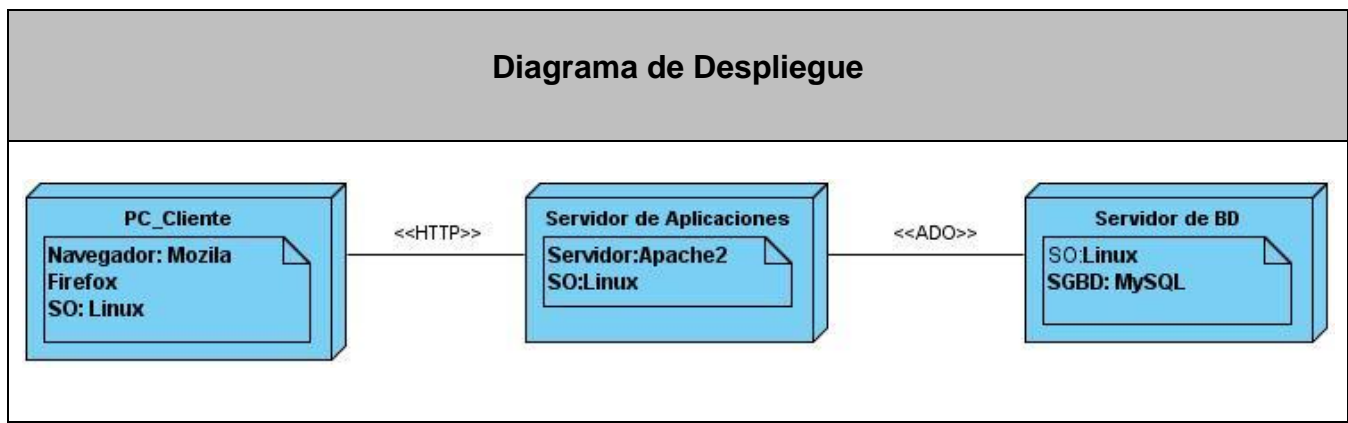 Diagrama de Despliegue
PC_Cliente
Navegador: Mozila
Firefox
SO: Linux
<<HTTP>>
Servidor de Aplicaciones
Servidor:Apache2
SO:Linux
<<ADO>>
Servidor de BD
SO:Linux
SGBD: MySQL